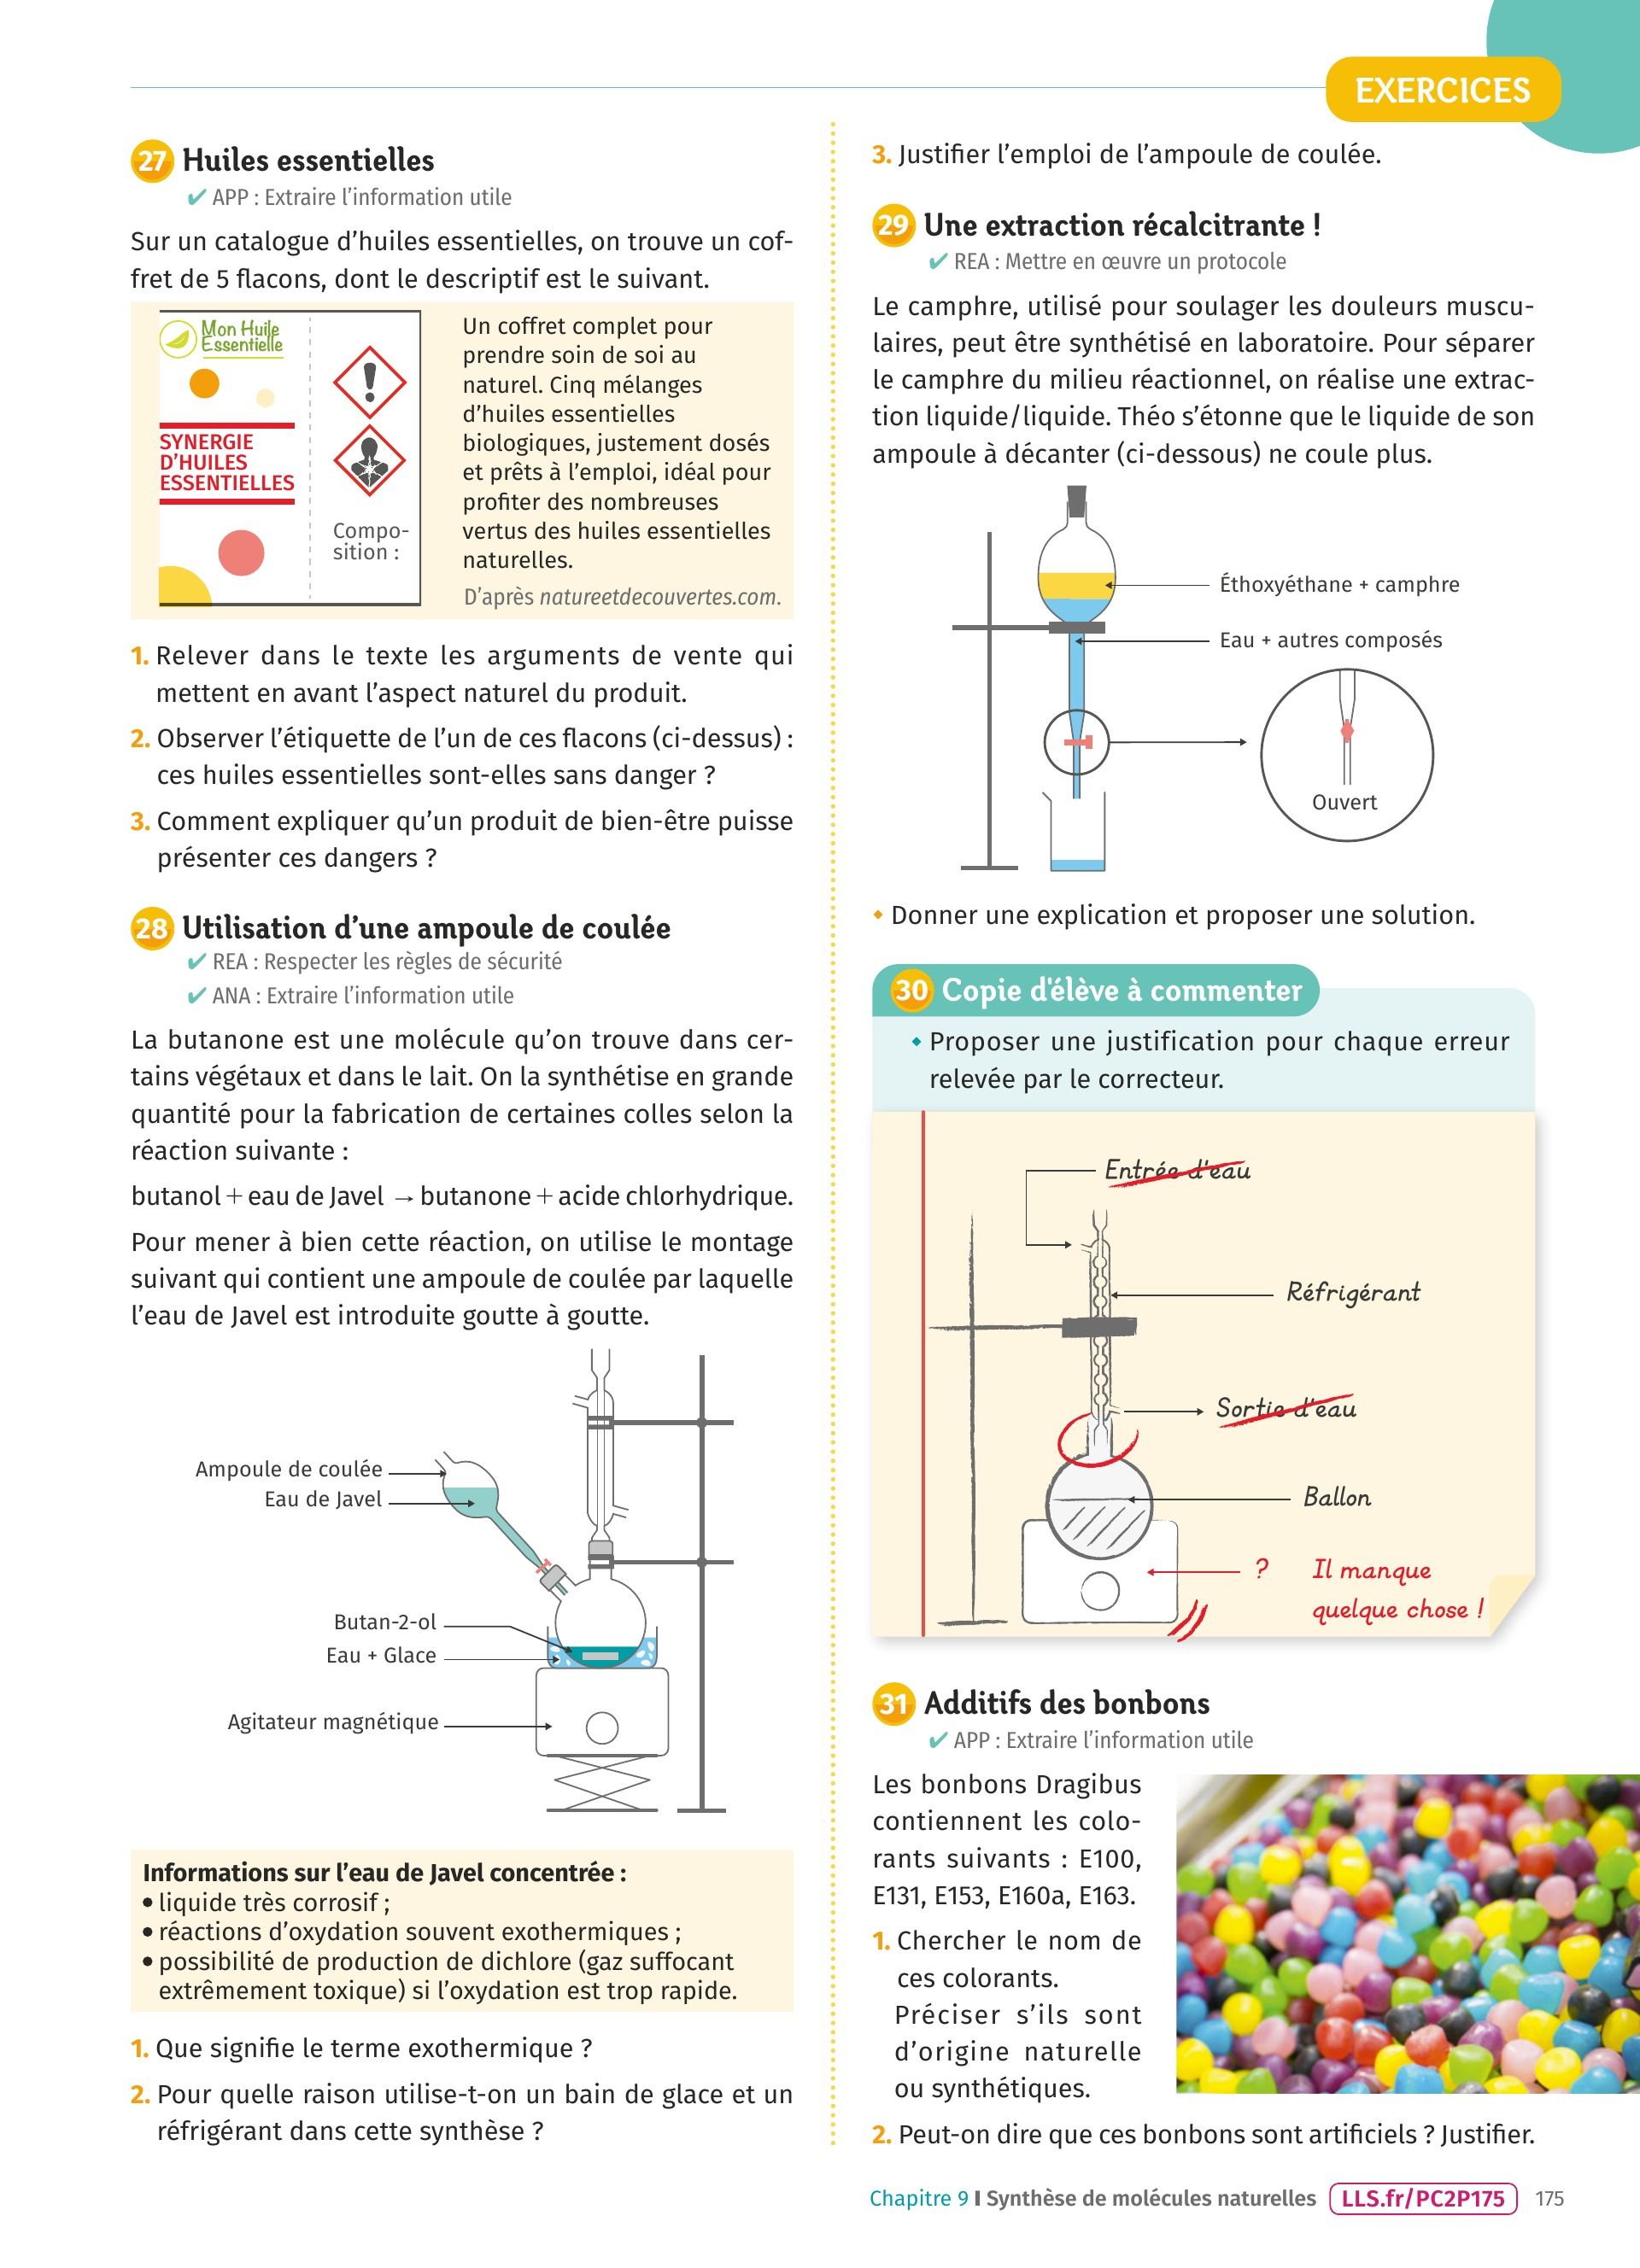 EXERCICES
27 Huiles essentielles
✔ APP : Extraire l’information utile
Sur un catalogue d’huiles essentielles, on trouve un cof-
fret de 5 flacons, dont le descriptif est le suivant.
Mon Huile
Essentielle
SYNERGIE
D’HUILES
ESSENTIELLES
Compo-
sition :
Un coffret complet pour
prendre soin de soi au
naturel. Cinq mélanges
d’huiles essentielles
biologiques, justement dosés
et prêts à l’emploi, idéal pour
profiter des nombreuses
vertus des huiles essentielles
naturelles.
D’après natureetdecouvertes.com.
1. Relever dans le texte les arguments de vente qui
mettent en avant l’aspect naturel du produit.
2. Observer l’étiquette de l’un de ces flacons (ci-dessus) :
ces huiles essentielles sont-elles sans danger ?
3. Comment expliquer qu’un produit de bien-être puisse
présenter ces dangers ?
28 Utilisation d’une ampoule de coulée
✔ REA : Respecter les règles de sécurité
✔ ANA : Extraire l’information utile
La butanone est une molécule qu’on trouve dans cer-
tains végétaux et dans le lait. On la synthétise en grande
quantité pour la fabrication de certaines colles selon la
réaction suivante :
butanol + eau de Javel → butanone + acide chlorhydrique.
Pour mener à bien cette réaction, on utilise le montage
suivant qui contient une ampoule de coulée par laquelle
l’eau de Javel est introduite goutte à goutte.
Ampoule de coulée
Eau de Javel
Butan-2-ol
Eau + Glace
Agitateur magnétique
Informations sur l’eau de Javel concentrée :
• liquide très corrosif ;
• réactions d’oxydation souvent exothermiques ;
• possibilité de production de dichlore (gaz suffocant
extrêmement toxique) si l’oxydation est trop rapide.
1. Que signifie le terme exothermique ?
2. Pour quelle raison utilise-t-on un bain de glace et un
réfrigérant dans cette synthèse ?
3. Justifier l’emploi de l’ampoule de coulée.
29 Une extraction récalcitrante !
✔ REA : Mettre en œuvre un protocole
Le camphre, utilisé pour soulager les douleurs muscu-
laires, peut être synthétisé en laboratoire. Pour séparer
le camphre du milieu réactionnel, on réalise une extrac-
tion liquide/liquide. Théo s’étonne que le liquide de son
ampoule à décanter (ci-dessous) ne coule plus.
Éthoxyéthane + camphre
Eau + autres composés
Ouvert
• Donner une explication et proposer une solution.
30 Copie d'élève à commenter
• Proposer une justification pour chaque erreur
relevée par le correcteur.
Entrée d'eau
Réfrigérant
Sortie d'eau
Ballon
? Il manque
quelque chose !
31 Additifs des bonbons
✔ APP : Extraire l’information utile
Les bonbons Dragibus
contiennent les colo-
rants suivants : E100,
E131, E153, E160a, E163.
1. Chercher le nom de
ces colorants.
Préciser s’ils sont
d’origine naturelle
ou synthétiques.
2. Peut-on dire que ces bonbons sont artificiels ? Justifier.
Chapitre 9 I Synthèse de molécules naturelles LLS.fr/PC2P175 175